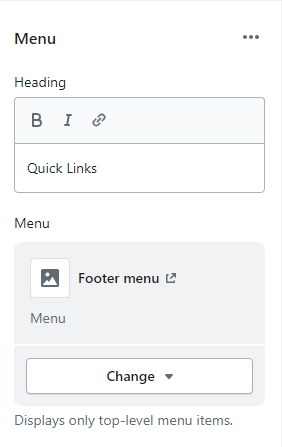 Menu
Heading
B I
Quick Links
Menu
Footer menu
Menu
Change
Displays only top-level menu items.